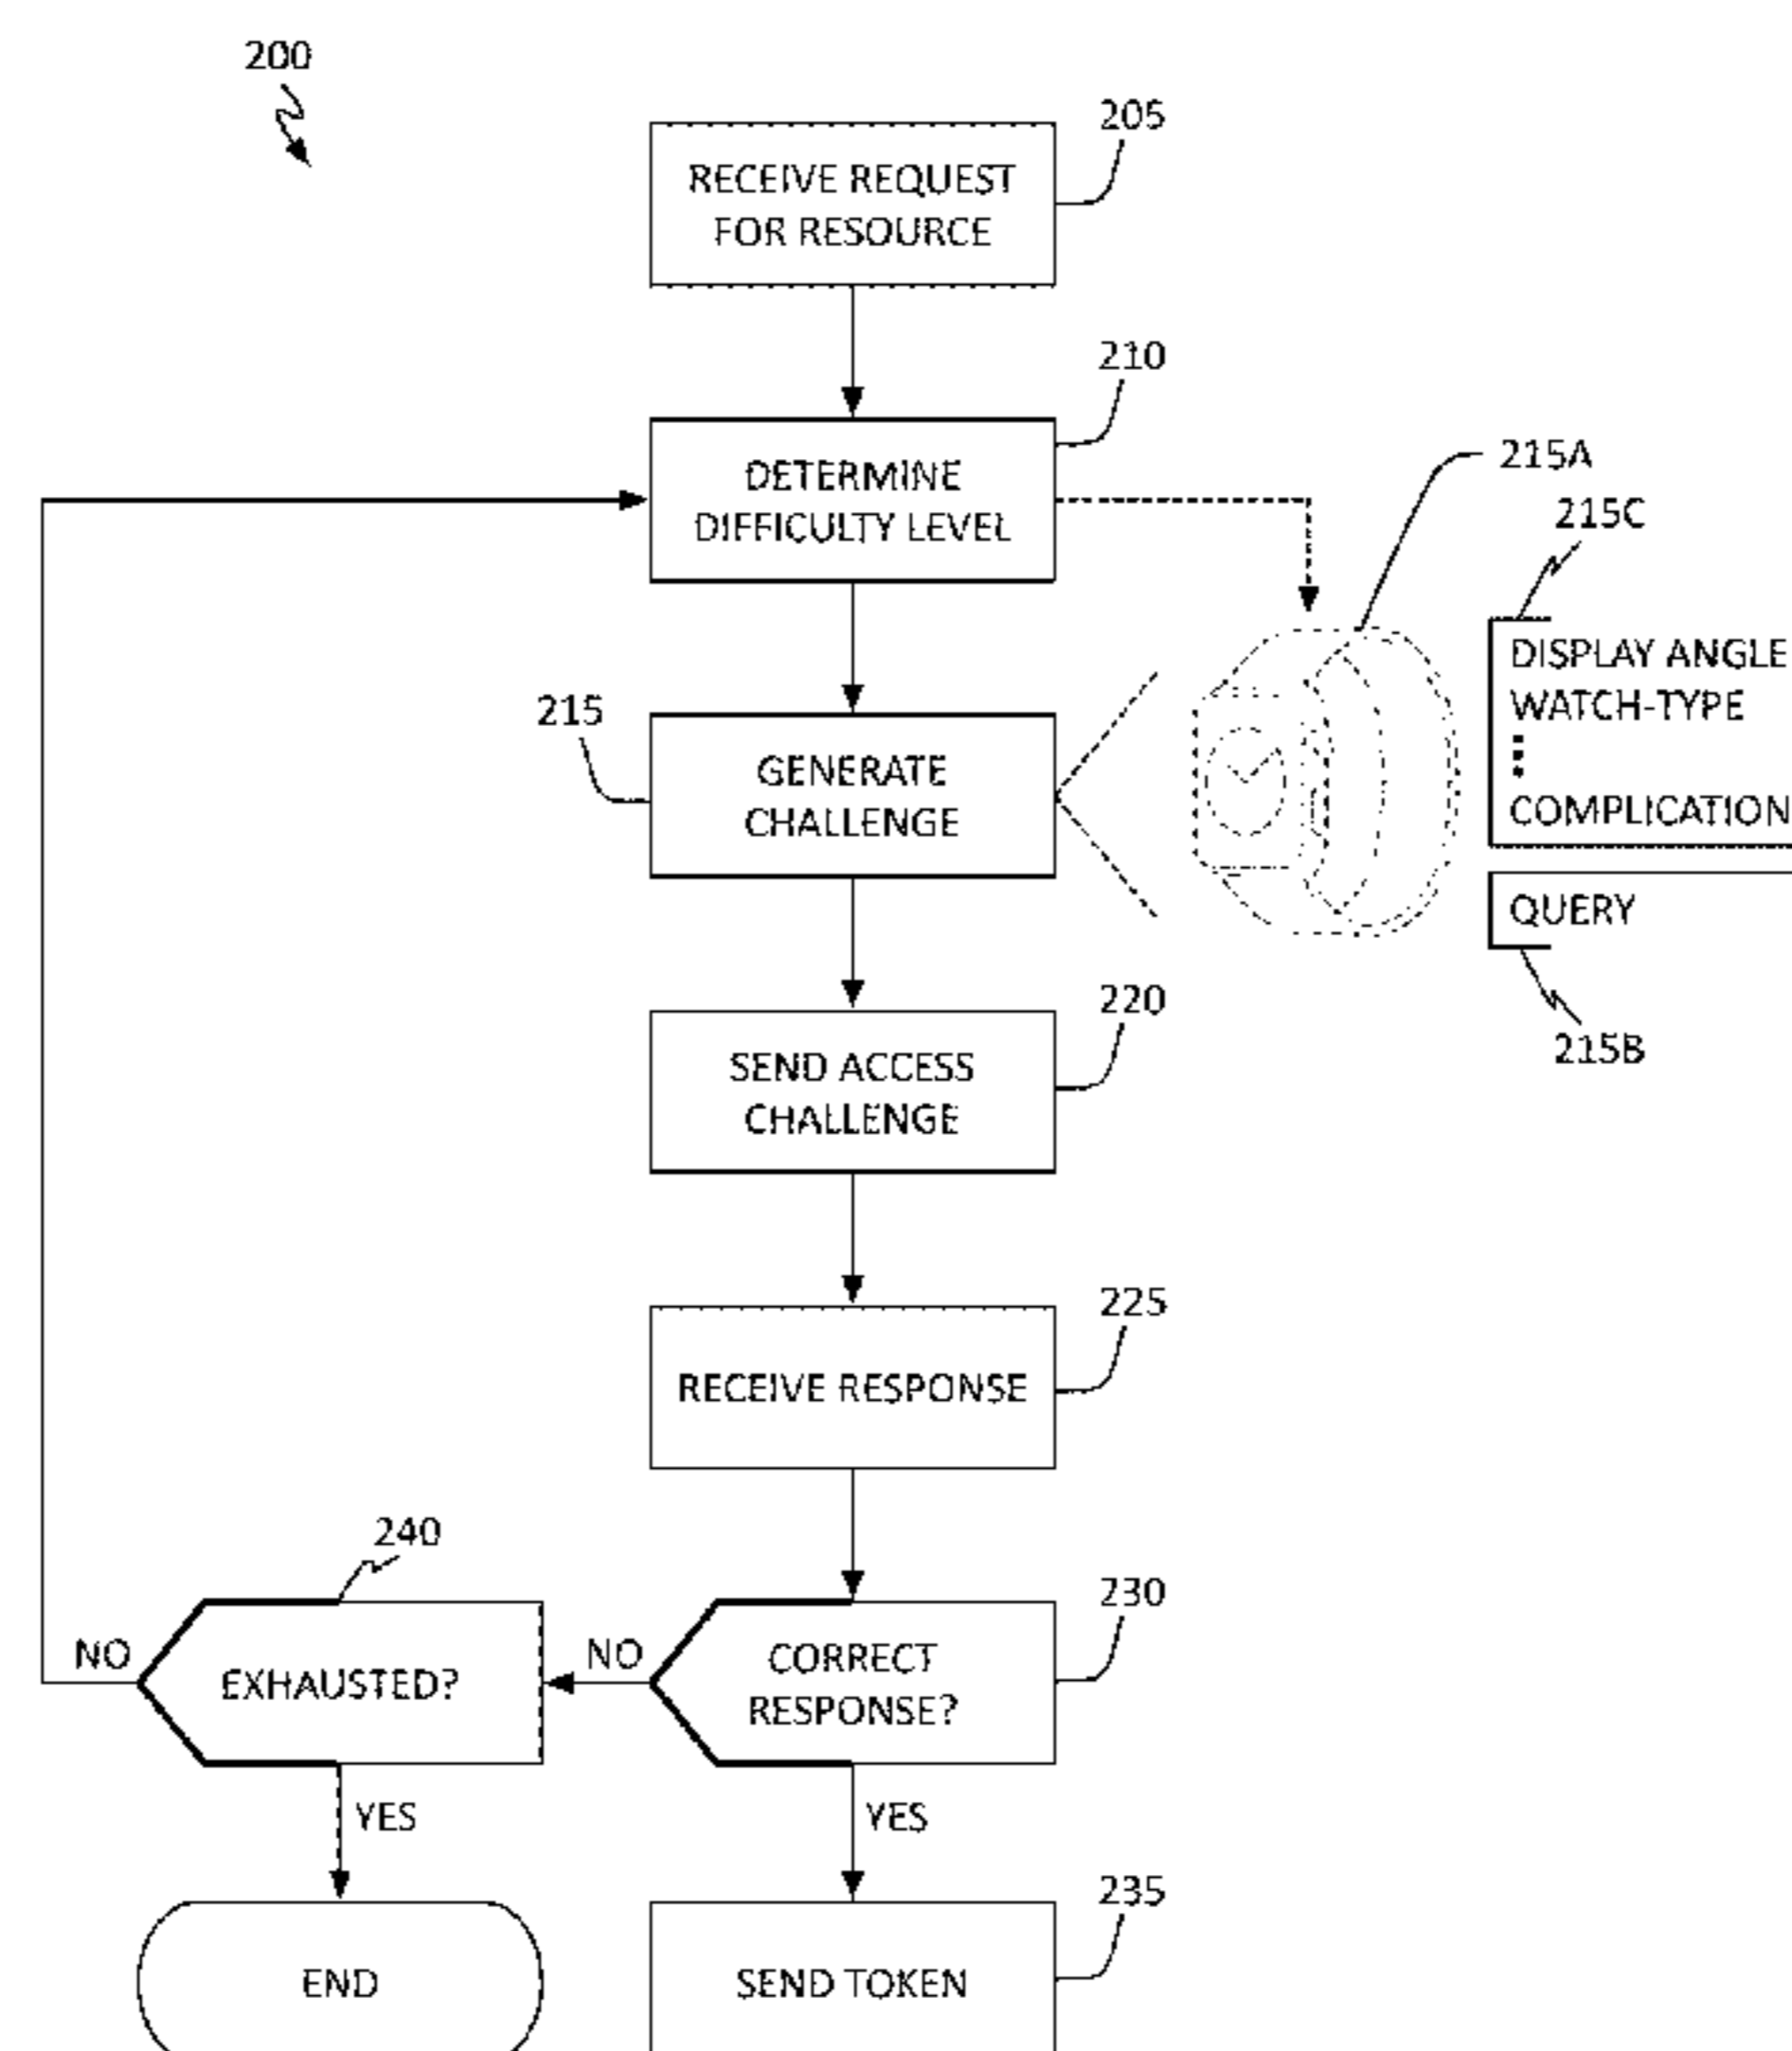 200
205
RECEIVE REQUEST
FOR RESOURCE
210
DETERMINE
DIFFICULTY LEVEL
215A
215C
DISPLAY ANGLE
WATCH-TYPE
COMPLICATION
215
GENERATE
CHALLENGE
QUERY
215B
220
SEND ACCESS
CHALLENGE
225
RECEIVE RESPONSE
240
230
NO
EXHAUSTED?
NO
CORRECT
RESPONSE?
YES
YES
235
END
SEND TOKEN